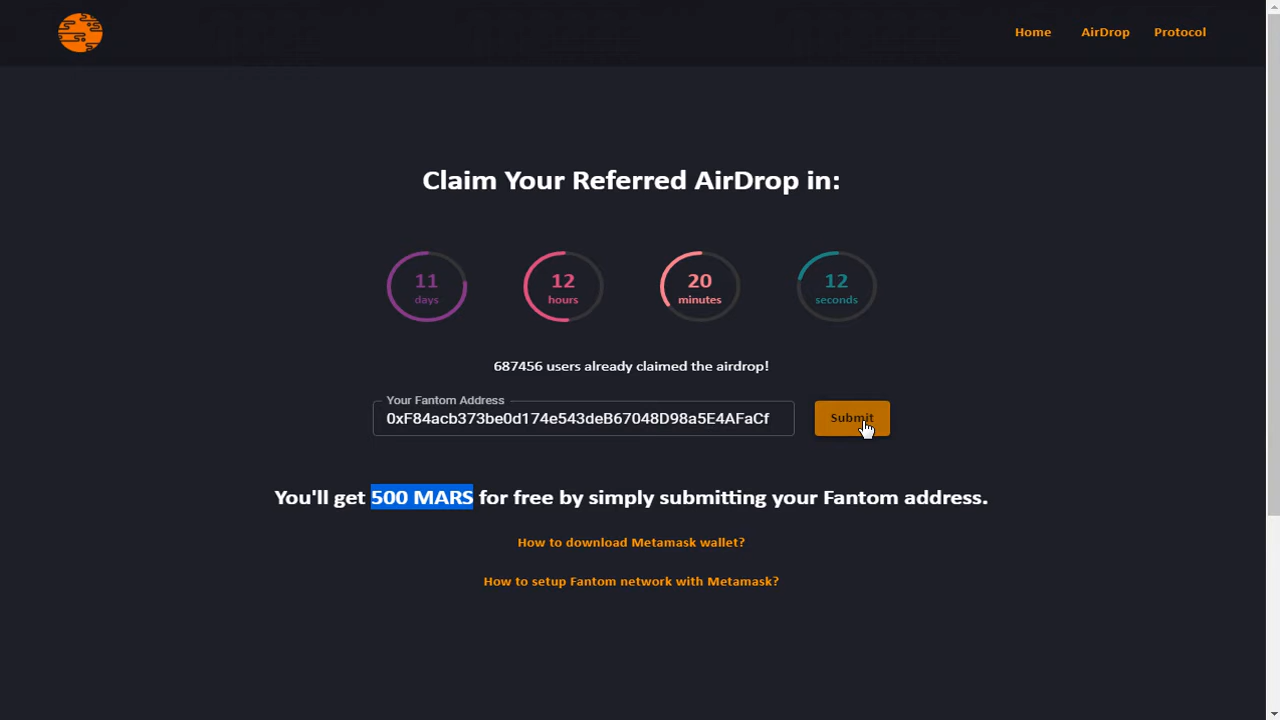 Home AirDrop Protocol
Claim Your Referred AirDrop in:
11 12 20 12
days hours minutes seconds
687456 users already claimed the airdrop!
Your Fantom Address
0xF84acb373be0d174e543deB67048D98a5E4AFaCf Submit
You'll get 500 MARS for free by simply submitting your Fantom address.
How to download Metamask wallet?
How to setup Fantom network with Metamask?